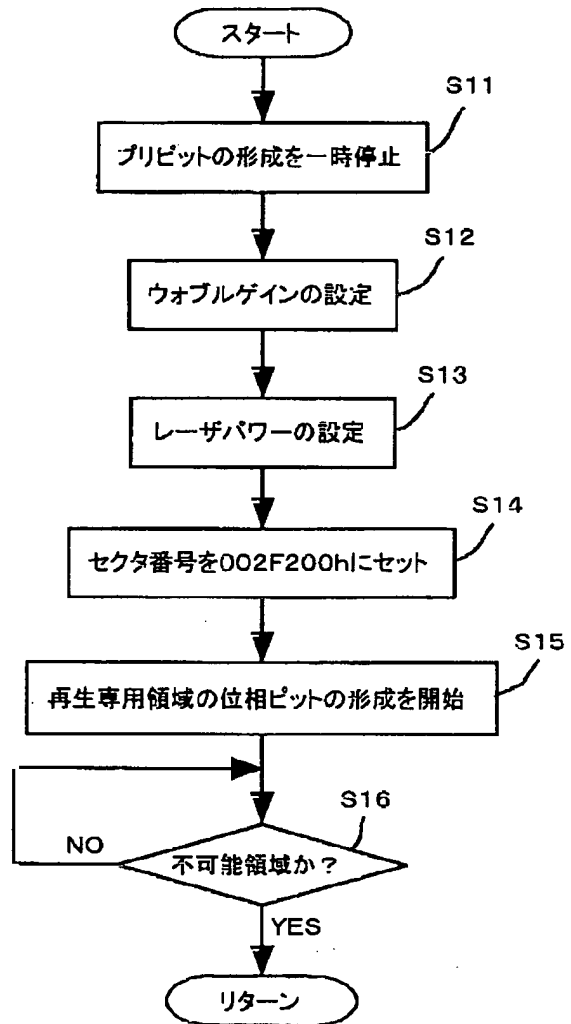 スタート
S11
プリピットの形成を一時停止
S12
ウォブルゲインの設定
S13
レーザパワーの設定
S14
セクタ番号を002F200hにセット
S15
再生専用領域の位相ピットの形成を開始
S16
NO
不可能領域か?
YES
リターン